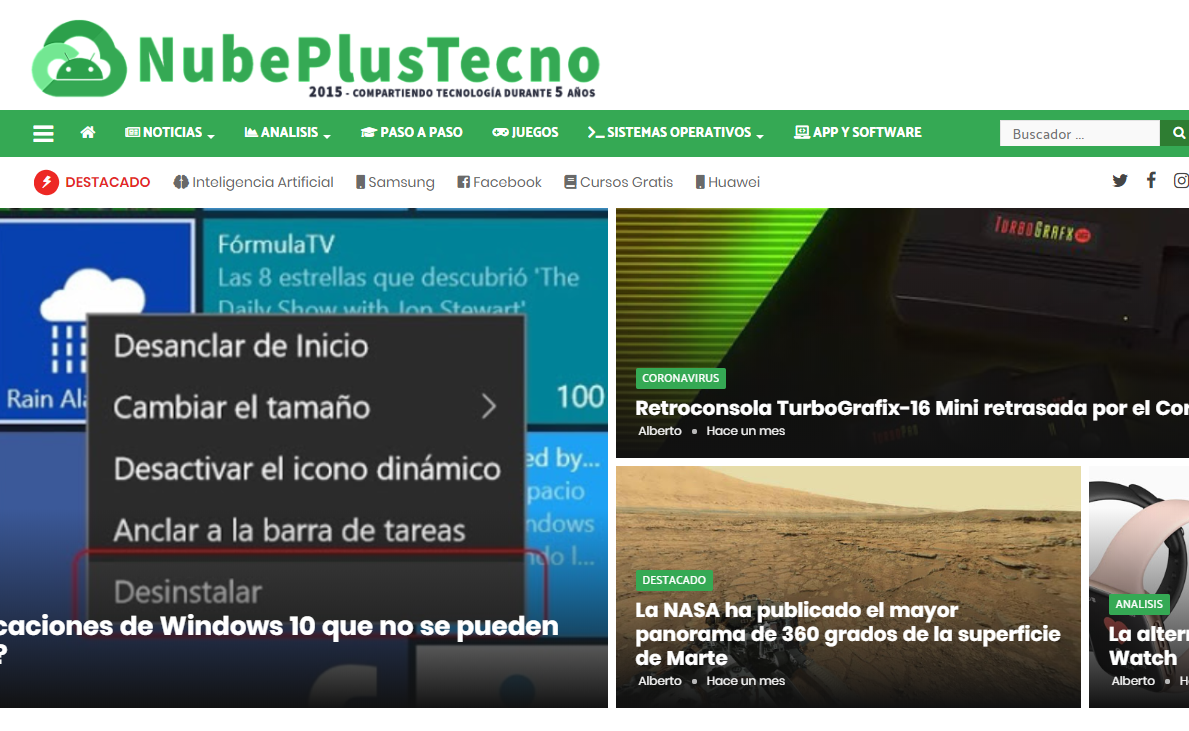 NubePlusTecno
2015 - COMPARTIENDO TECNOLOGÍA DURANTE 5 AÑOS
NOTICIAS ANALISIS PASO A PASO JUEGOS SISTEMAS OPERATIVOS APP Y SOFTWARE Buscador ...
DESTACADO Inteligencia Artificial Samsung Facebook Cursos Gratis Huawei
FórmulaTV
Las 8 estrellas que descubrió 'The
Daily Show with Jon Stewart'
Desanclar de Inicio
Rain Ala
Cambiar el tamaño
100
Desactivar el icono dinámico
ed by...
pacio
Anclar a la barra de tareas
ndows
do l...
Desinstalar
caciones de Windows 10 que no se pueden
?
TURBOGRAFX 16
CORONAVIRUS
Retroconsola TurboGrafix-16 Mini retrasada por el Cor
Alberto • Hace un mes
DESTACADO
La NASA ha publicado el mayor
panorama de 360 grados de la superficie
de Marte
Alberto • Hace un mes
ANALISIS
La altern
Watch
Alberto • H